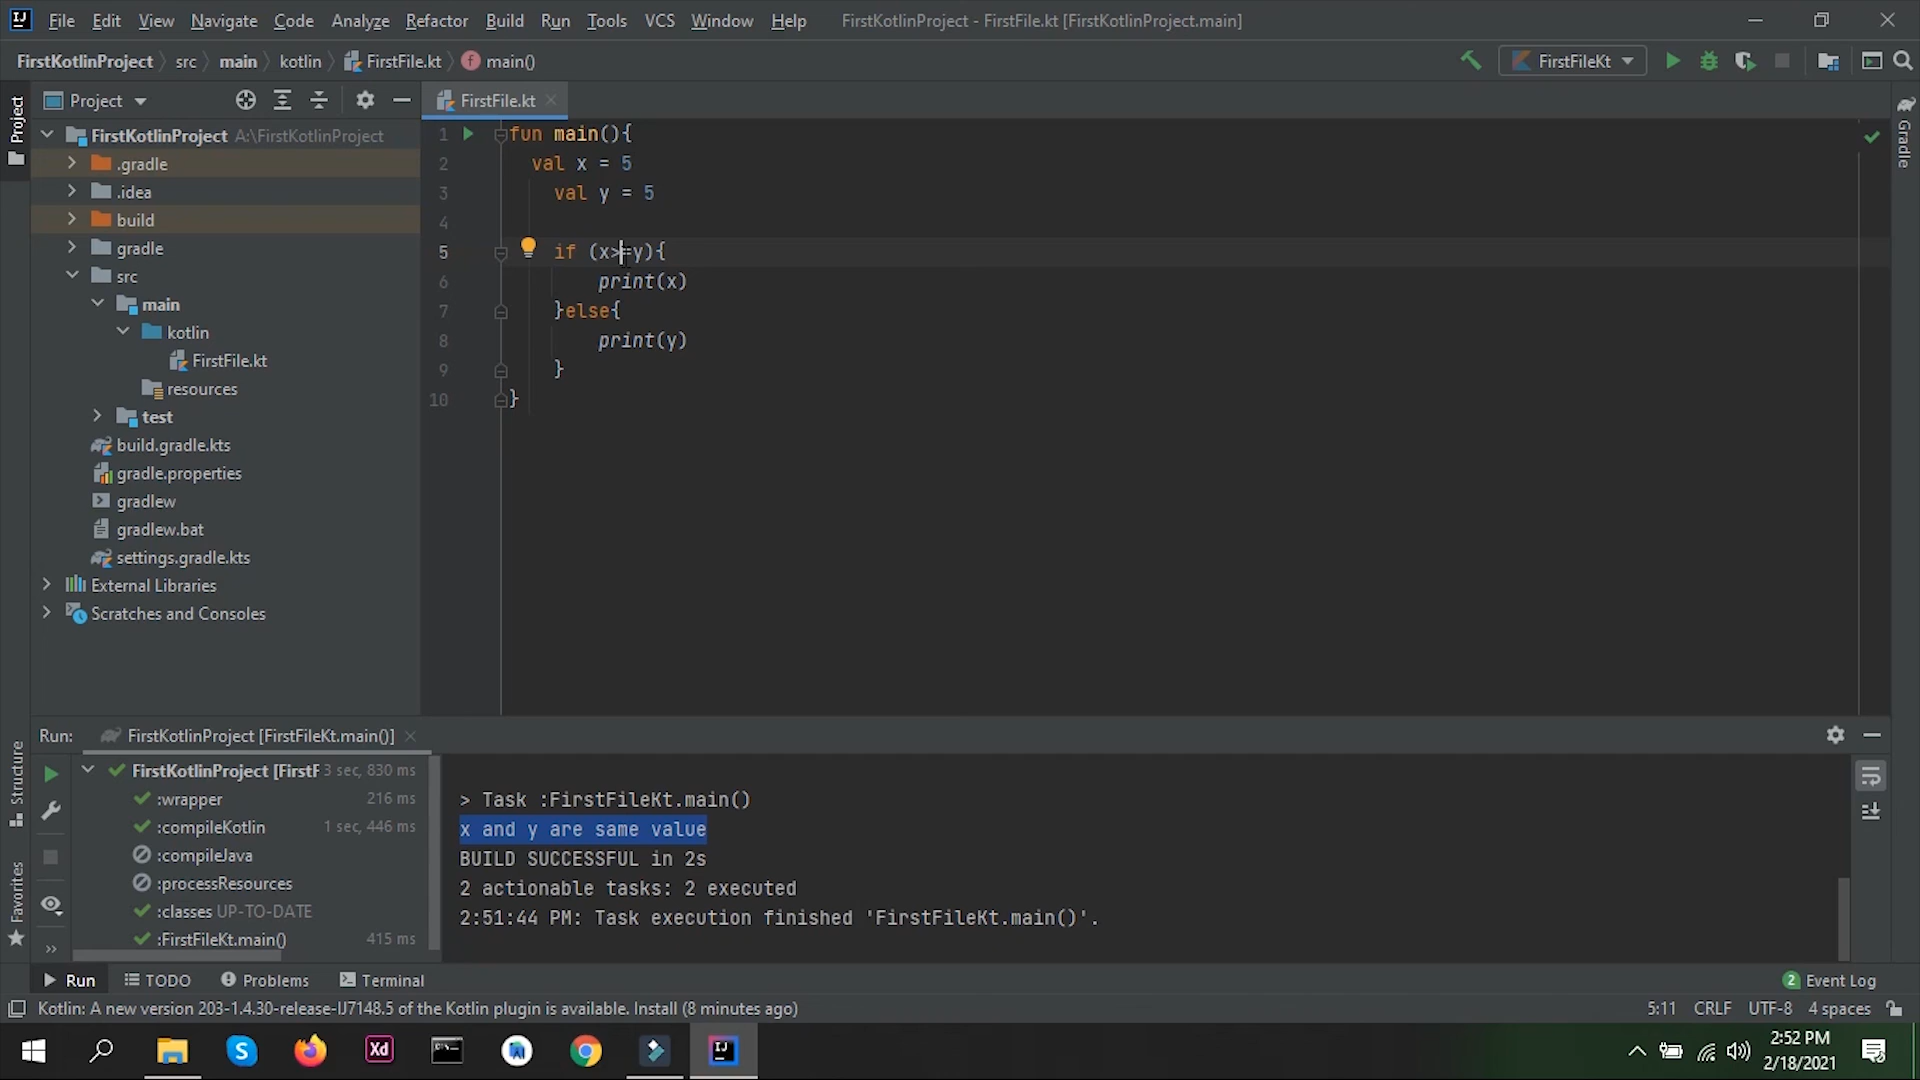 File Edit View Navigate Code Analyze Refactor Build Run Tools VCS Window Help FirstKotlinProject - FirstFile.kt [FirstKotlinProject.main]
FirstKotlinProject src main kotlin FirstFile.kt main()
FirstFileKt
Project
FirstFile.kt
Project
Gradle
FirstKotlinProject A:\FirstKotlinProject
.gradle
.idea
build
gradle
src
main
kotlin
FirstFile.kt
resources
test
build.gradle.kts
gradle.properties
gradlew
gradlew.bat
settings.gradle.kts
External Libraries
Scratches and Consoles
1 fun main(){
2 val x = 5
3 val y = 5
4
5 if (x>=y){
6 print(x)
7 }else{
8 print(y)
9 }
10 }
Run: FirstKotlinProject [FirstFileKt.main()]
Structure
Favorites
FirstKotlinProject [FirstF 3 sec, 830 ms
:wrapper 216 ms
:compileKotlin 1 sec, 446 ms
:compileJava
:processResources
:classes UP-TO-DATE
:FirstFileKt.main() 415 ms
> Task :FirstFileKt.main()
x and y are same value
BUILD SUCCESSFUL in 2s
2 actionable tasks: 2 executed
2:51:44 PM: Task execution finished 'FirstFileKt.main()'.
Run TODO Problems Terminal
2 Event Log
Kotlin: A new version 203-1.4.30-release-IJ7148.5 of the Kotlin plugin is available. Install (8 minutes ago)
5:11 CRLF UTF-8 4 spaces
2:52 PM
2/18/2021